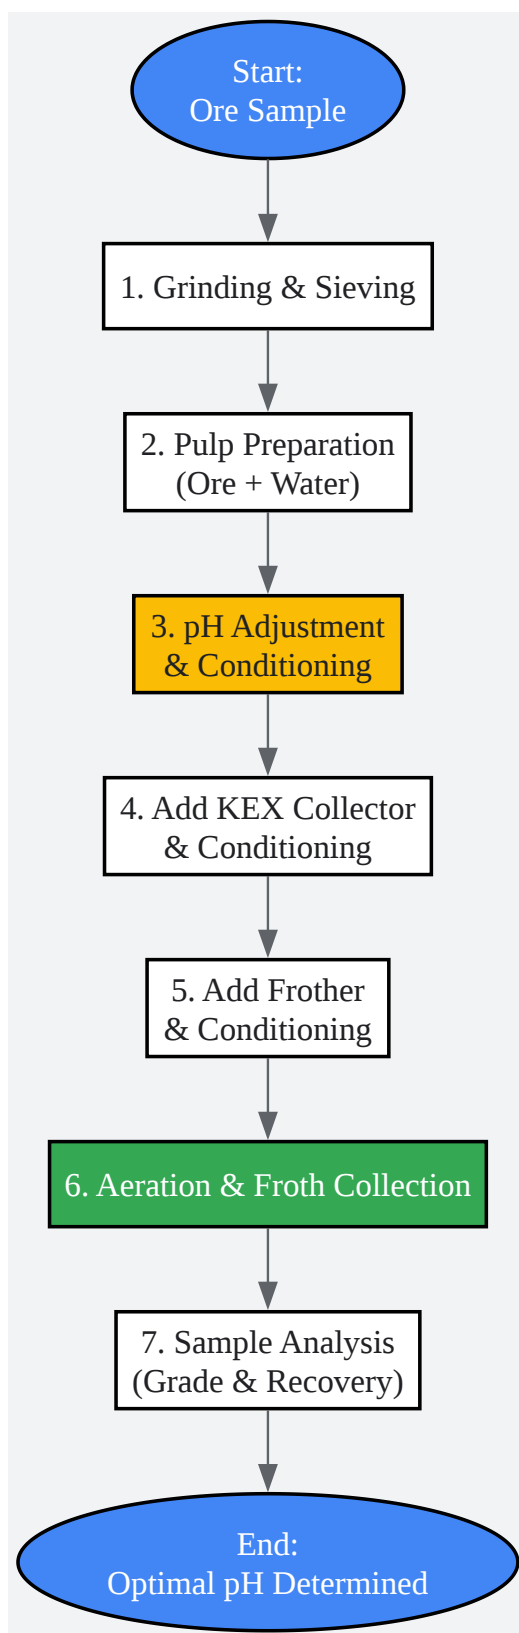 Start:
Ore Sample
1. Grinding & Sieving
2. Pulp Preparation
(Ore + Water)
3. pH Adjustment
& Conditioning
4. Add KEX Collector
& Conditioning
5. Add Frother
& Conditioning
6. Aeration & Froth Collection
7. Sample Analysis
(Grade & Recovery)
End:
Optimal pH Determined